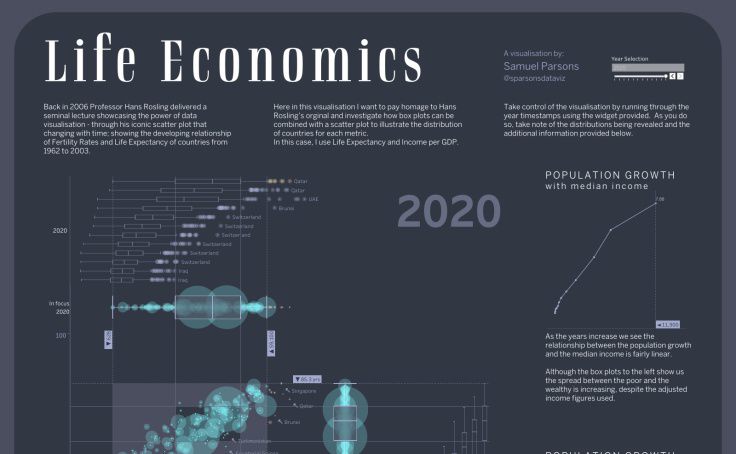 Life Economics
A visualisation by:
Samuel Parsons
@sparsonsdataviz
Year Selection
2020
Back in 2006 Professor Hans Rosling delivered a
seminal lecture showcasing the power of data
visualisation - through his iconic scatter plot that
changing with time; showing the developing relationship
of Fertility Rates and Life Expectancy of countries from
1962 to 2003.
Here in this visualisation I want to pay homage to Hans
Rosling's orginal and investigate how box plots can be
combined with a scatter plot to illustrate the distribution
of countries for each metric.
In this case, I use Life Expectancy and Income per GDP.
Take control of the visualisation by running through the
year timestamps using the widget provided. As you do
so, take note of the distributions being revealed and the
additional information provided below.
2020
Qatar
Qatar
UAE
Brunei
Switzerland
Switzerland
Switzerland
Switzerland
Switzerland
Switzerland
Iraq
Iraq
2020
In focus
2020
100
POPULATION GROWTH
with median income
7.8B
◄ 11,900
As the years increase we see the
relationship between the population growth
and the median income is fairly linear.
Although the box plots to the left show us
the spread between the poor and the
wealthy is increasing, despite the adjusted
income figures used.
▼ 85.3 yrs
Singapore
Qatar
Brunei
Turkmenistan